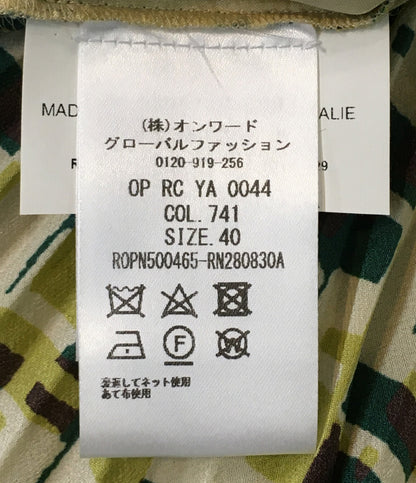 MAD
ALIE
R
29
(株)オンワード
グローバルファッション
0120-919-256
OP RC YA 0044
COL.741
SIZE.40
ROPN500465-RN280830A
F
W
裏返してネット使用
あて布使用